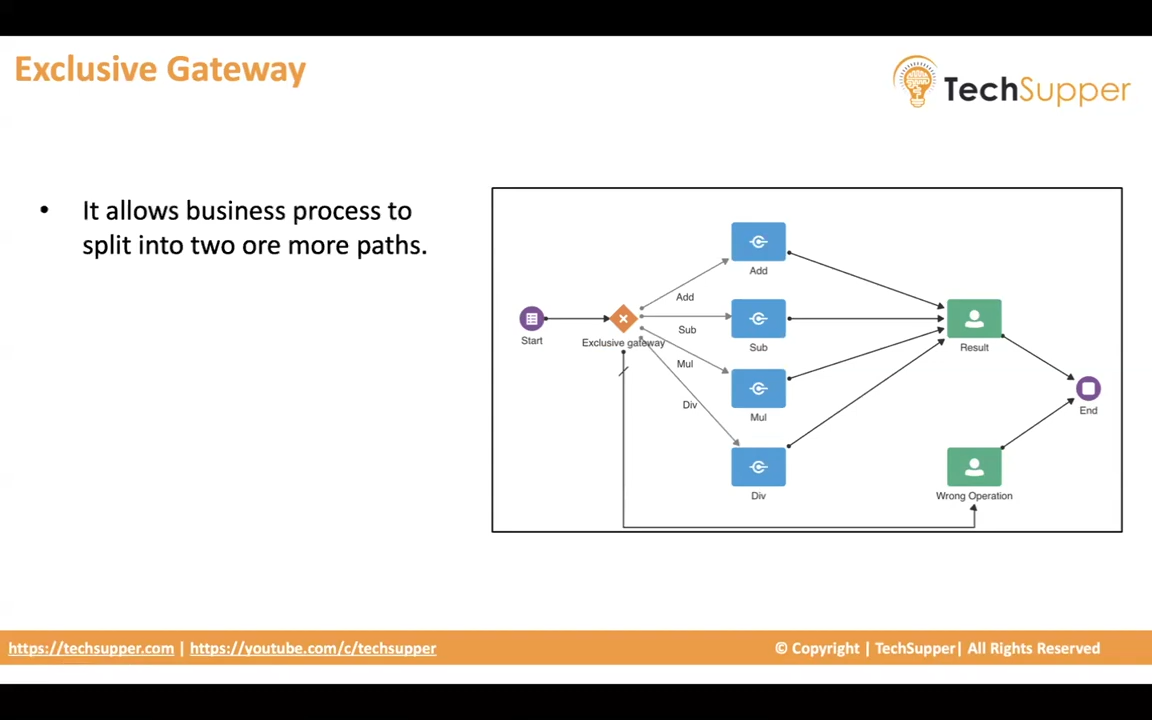 Exclusive Gateway
TechSupper
• It allows business process to
split into two ore more paths.
Add
Add
Start
Exclusive gateway
Sub
Sub
Mul
Mul
Div
Div
Result
End
Wrong Operation
https://techsupper.com | https://youtube.com/c/techsupper
© Copyright | TechSupper| All Rights Reserved